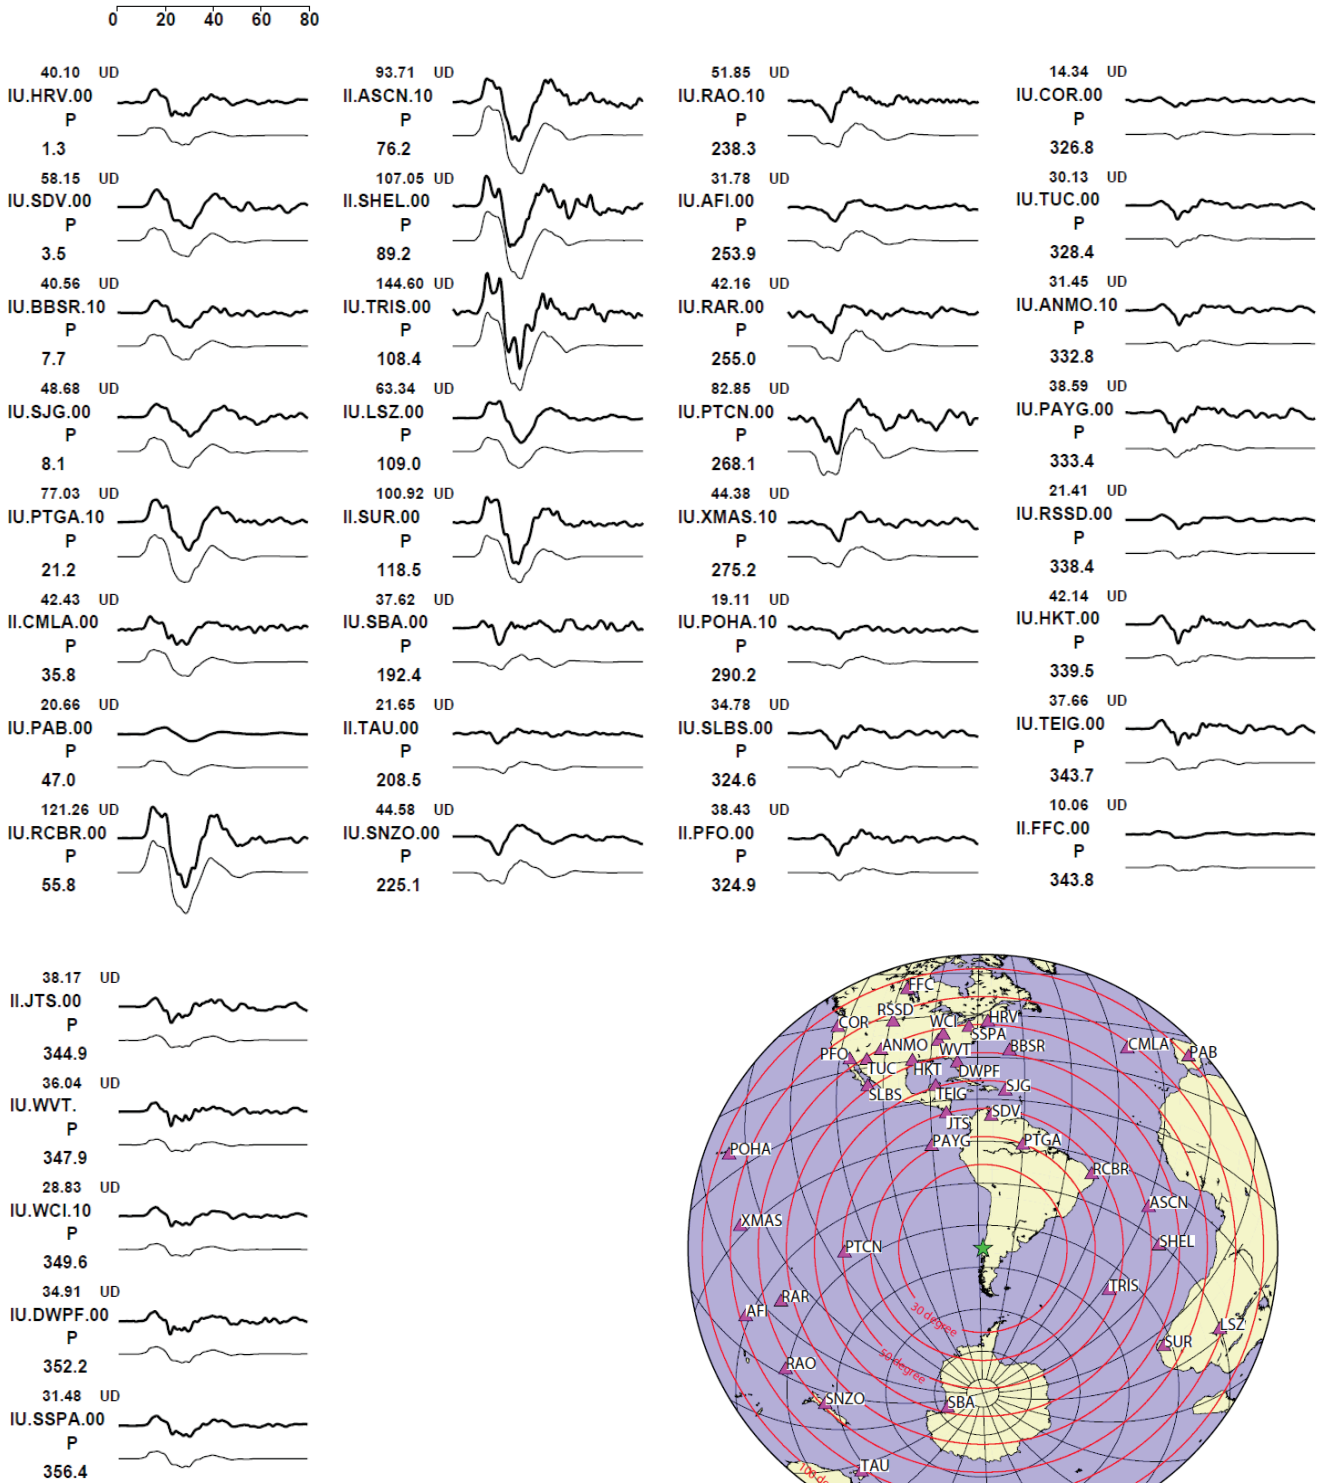 0 20 40 60 80
40.10 UD
IU.HRV.00
P
1.3
58.15 UD
IU.SDV.00
P
3.5
40.56 UD
IU.BBSR.10
P
7.7
48.68 UD
IU.SJG.00
P
8.1
77.03 UD
IU.PTGA.10
P
21.2
42.43 UD
II.CMLA.00
P
35.8
20.66 UD
IU.PAB.00
P
47.0
121.26 UD
IU.RCBR.00
P
55.8
93.71 UD
II.ASCN.10
P
76.2
107.05 UD
II.SHEL.00
P
89.2
144.60 UD
IU.TRIS.00
P
108.4
63.34 UD
IU.LSZ.00
P
109.0
100.92 UD
II.SUR.00
P
118.5
37.62 UD
IU.SBA.00
P
192.4
21.65 UD
II.TAU.00
P
208.5
44.58 UD
IU.SNZO.00
P
225.1
51.85 UD
IU.RAO.10
P
238.3
31.78 UD
IU.AFI.00
P
253.9
42.16 UD
IU.RAR.00
P
255.0
82.85 UD
IU.PTCN.00
P
268.1
44.38 UD
IU.XMAS.10
P
275.2
19.11 UD
IU.POHA.10
P
290.2
34.78 UD
IU.SLBS.00
P
324.6
38.43 UD
II.PFO.00
P
324.9
14.34 UD
IU.COR.00
P
326.8
30.13 UD
IU.TUC.00
P
328.4
31.45 UD
IU.ANMO.10
P
332.8
38.59 UD
IU.PAYG.00
P
333.4
21.41 UD
IU.RSSD.00
P
338.4
42.14 UD
IU.HKT.00
P
339.5
37.66 UD
IU.TEIG.00
P
343.7
10.06 UD
II.FFC.00
P
343.8
38.17 UD
II.JTS.00
P
344.9
36.04 UD
IU.WVT.
P
347.9
28.83 UD
IU.WCI.10
P
349.6
34.91 UD
IU.DWPF.00
P
352.2
31.48 UD
IU.SSPA.00
P
356.4
FFC
RSSD
COR
WCI
HRV
SSPA
PFO
ANMO
WVT
BBSR
CMLA
PAB
TUC
HKT
DWPF
SLBS
TEIG
SJG
JTS
SDV
POHA
PAYG
PTGA
RCBR
XMAS
ASCN
PTCN
SHEL
RAR
TRIS
AFI
30 degree
LSZ
SUR
RAO
50 degree
SNZO
SBA
TAU